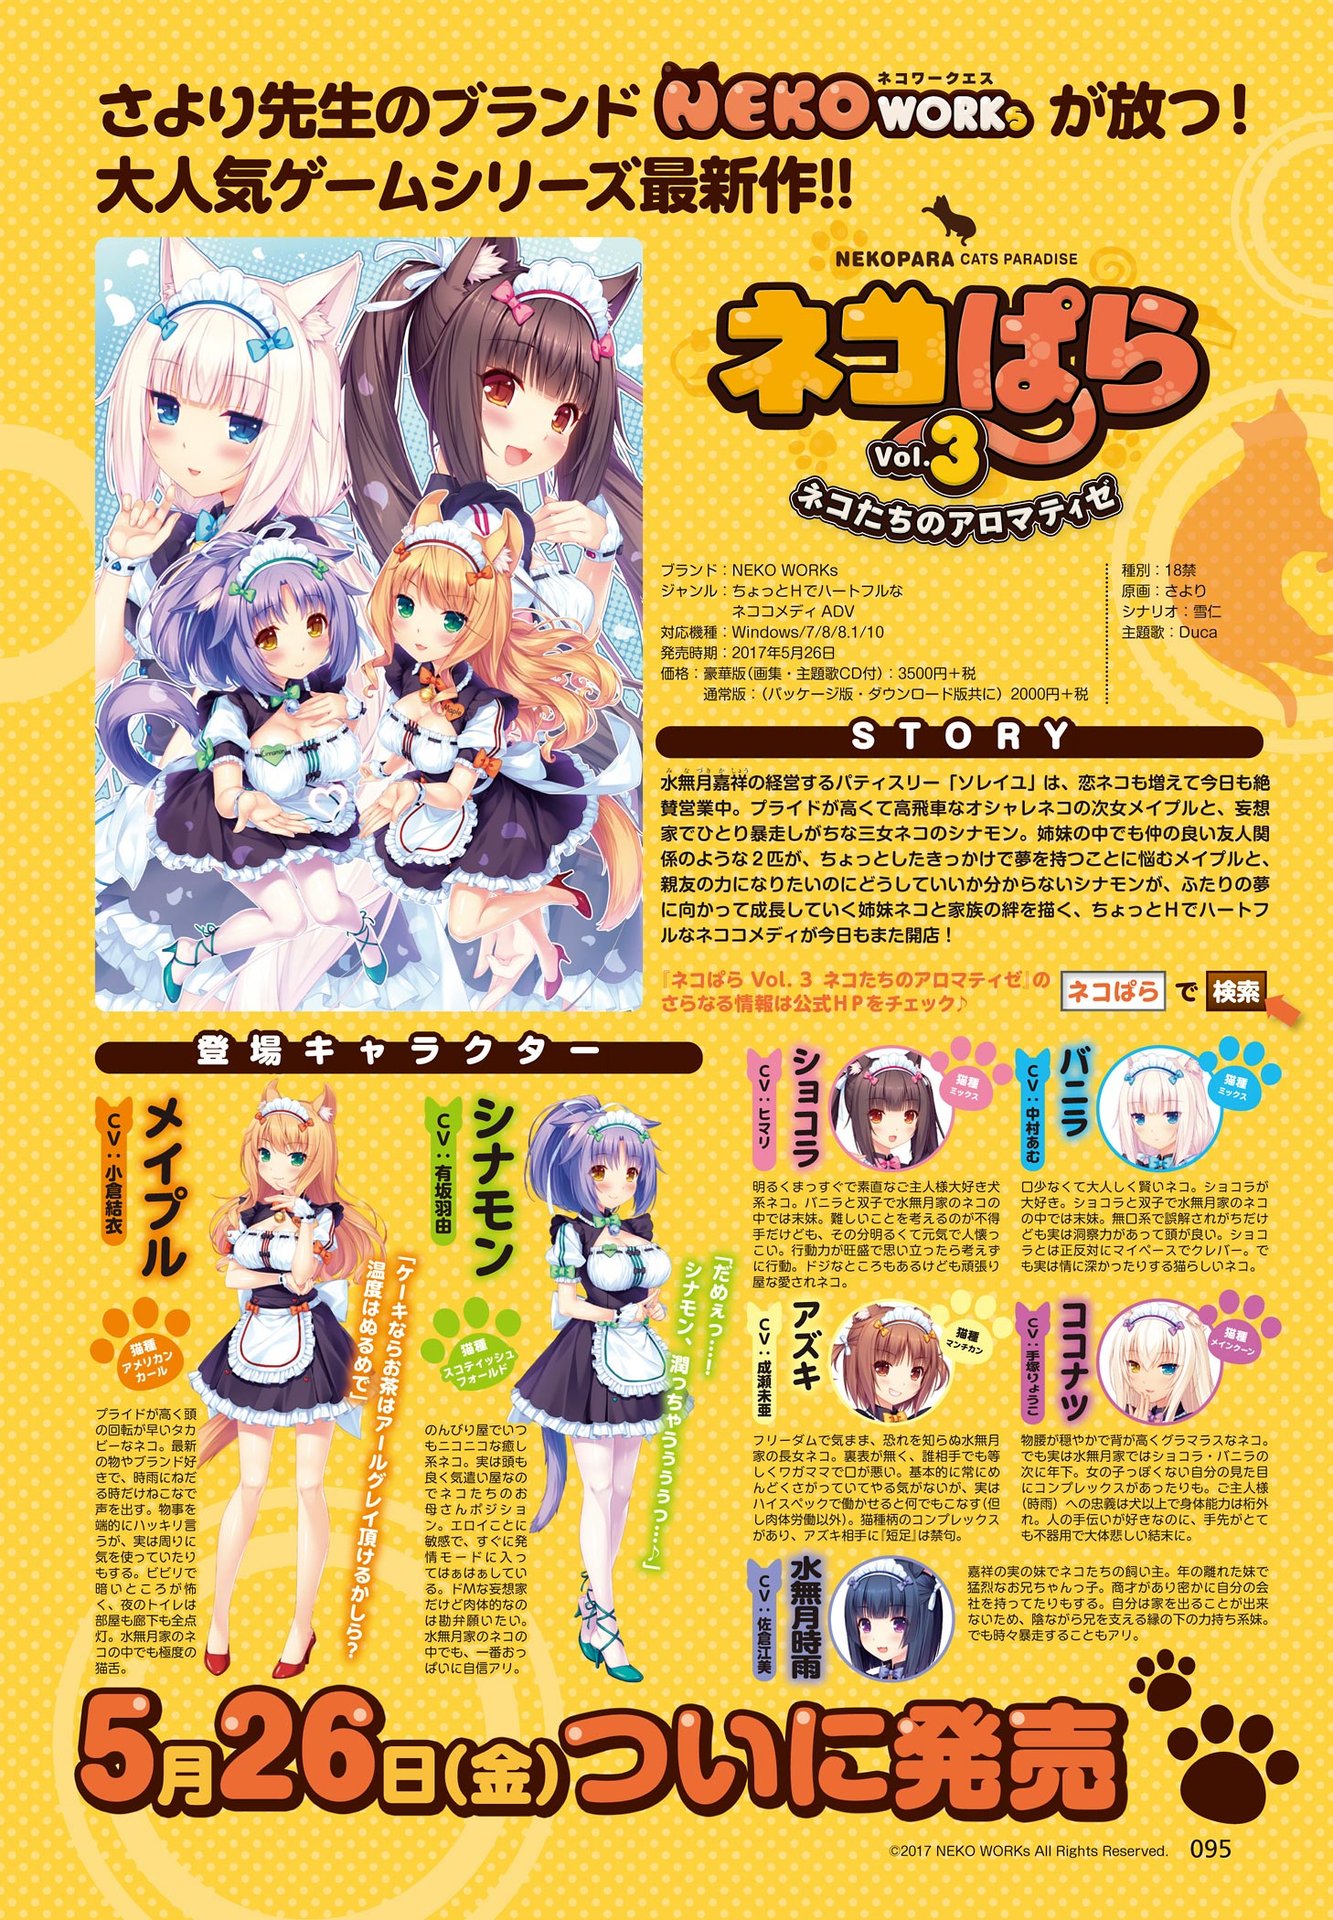 さより先生のブランド NEKO WORKs が放つ!
ネコワークエス
大人気ゲームシリーズ最新作!!
NEKOPARA CATS PARADISE
ネコぱら
Vol.3
ネコたちのアロマティゼ
Cinnamon
Maple
ブランド：NEKO WORKs
ジャンル：ちょっとHでハートフルな
ネココメディ ADV
対応機種：Windows/7/8/8.1/10
発売時期：2017年5月26日
価格：豪華版(画集・主題歌CD付)：3500円+税
通常版：(パッケージ版・ダウンロード版共に) 2000円+税
種別：18禁
原画：さより
シナリオ：雪仁
主題歌：Duca
STORY
みなづきかしょう
水無月嘉祥の経営するパティスリー「ソレイユ」は、恋ネコも増えて今日も絶
賛営業中。プライドが高くて高飛車なオシャレネコの次女メイプルと、妄想
家でひとり暴走しがちな三女ネコのシナモン。姉妹の中でも仲の良い友人関
係のような2匹が、ちょっとしたきっかけで夢を持つことに悩むメイプルと、
親友の力になりたいのにどうしていいか分からないシナモンが、ふたりの夢
に向かって成長していく姉妹ネコと家族の絆を描く、ちょっとHでハートフ
ルなネココメディが今日もまた開店！
『ネコぱら Vol. 3 ネコたちのアロマティゼ』の
さらなる情報は公式HPをチェック♪
ネコぱら で 検索
登場キャラクター
メイプル
CV：小倉結衣
猫種
アメリカン
カール
「ケーキならお茶はアールグレイ頂けるかしら？
温度はぬるめで」
プライドが高く頭
の回転が早いタカ
ビーなネコ。最新
の物やブランド好
きで、時雨にねだ
る時だけねこなで
声を出す。物事を
端的にハッキリ言
うが、実は周りに
気を使っていたり
もする。ビビリで
暗いところが怖
く、夜のトイレは
部屋も廊下も全点
灯。水無月家のネ
コの中でも極度の
猫舌。
シナモン
CV：有坂羽由
猫種
スコティッシュ
フォールド
「だめぇっ…！
シナモン、潤っちゃうぅぅぅっ……♪」
のんびり屋でいつ
もニコニコな癒し
系ネコ。実は頭も
良く気遣い屋なの
でネコたちのお
母さんポジショ
ン。エロイことに
敏感で、すぐに発
情モードに入っ
てはぁはぁしてい
る。ドMな妄想家
だけど肉体的なの
は勘弁願いたい。
水無月家のネコの
中でも、一番おっ
ぱいに自信アリ。
ショコラ
CV：ヒマリ
猫種
ミックス
明るくまっすぐで素直なご主人様大好き犬
系ネコ。バニラと双子で水無月家のネコの
中では末妹。難しいことを考えるのが不得
手だけども、その分明るくて元気で人懐っ
こい。行動力が旺盛で思い立ったら考えず
に行動。ドジなところもあるけども頑張り
屋な愛されネコ。
バニラ
CV：中村あむ
猫種
ミックス
口少なくて大人しく賢いネコ。ショコラが
大好き。ショコラと双子で水無月家のネコ
の中では末妹。無口系で誤解されがちだけ
ども実は洞察力があって頭が良い。ショコ
ラとは正反対にマイペースでクレバー。で
も実は情に深かったりする猫らしいネコ。
アズキ
CV：成瀬未亜
猫種
マンチカン
フリーダムで気まま、恐れを知らぬ水無月
家の長女ネコ。裏表が無く、誰相手でも等
しくワガママで口が悪い。基本的に常にめ
んどくさがっていてやる気がないが、実は
ハイスペックで働かせると何でもこなす(但
し肉体労働以外)。猫種柄のコンプレックス
があり、アズキ相手に『短足』は禁句。
ココナツ
CV：手塚りょうこ
猫種
メインクーン
物腰が穏やかで背が高くグラマラスなネコ。
でも実は水無月家ではショコラ・バニラの
次に年下。女の子っぽくない自分の見た目
にコンプレックスがあったりも。ご主人様
(時雨) への忠義は犬以上で身体能力は桁外
れ。人の手伝いが好きなのに、手先がとて
も不器用で大体悲しい結末に。
水無月時雨
CV：佐倉江美
嘉祥の実の妹でネコたちの飼い主。年の離れた妹で
猛烈なお兄ちゃんっ子。商才があり密かに自分の会
社を持ってたりもする。自分は家を出ることが出来
ないため、陰ながら兄を支える縁の下の力持ち系妹。
でも時々暴走することもアリ。
5月26日(金)ついに発売
©2017 NEKO WORKs All Rights Reserved. 095